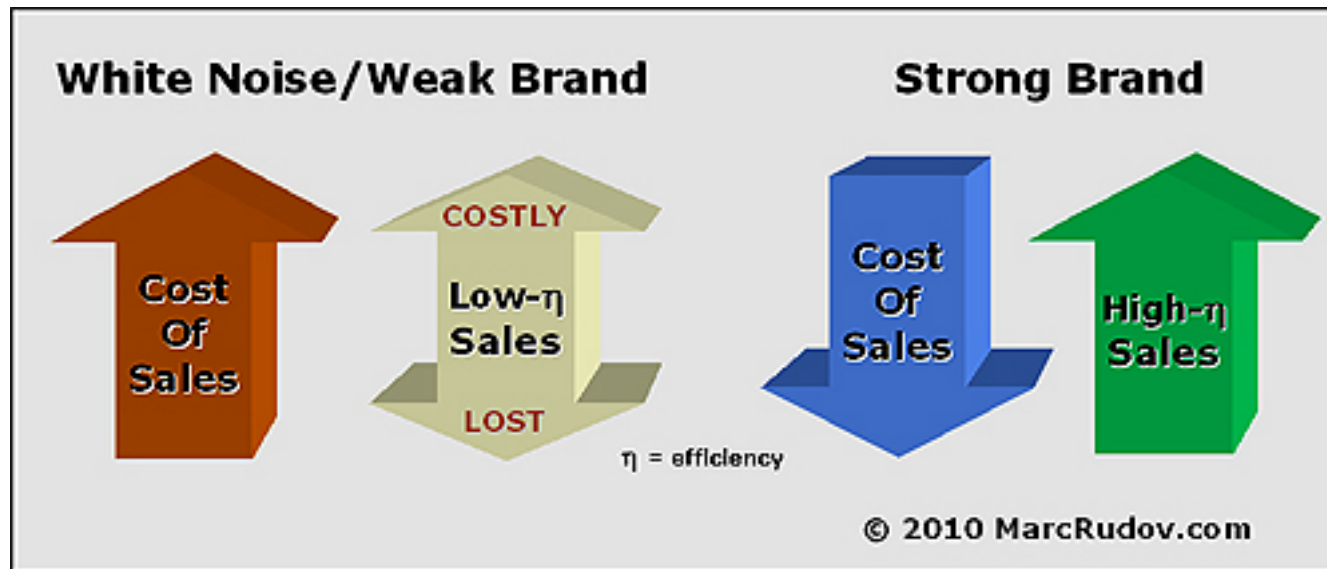 White Noise/Weak Brand
Strong Brand
Cost
Of
Sales
COSTLY
Low-η
Sales
LOST
Cost
Of
Sales
High-η
Sales
η = efficiency
© 2010 MarcRudov.com